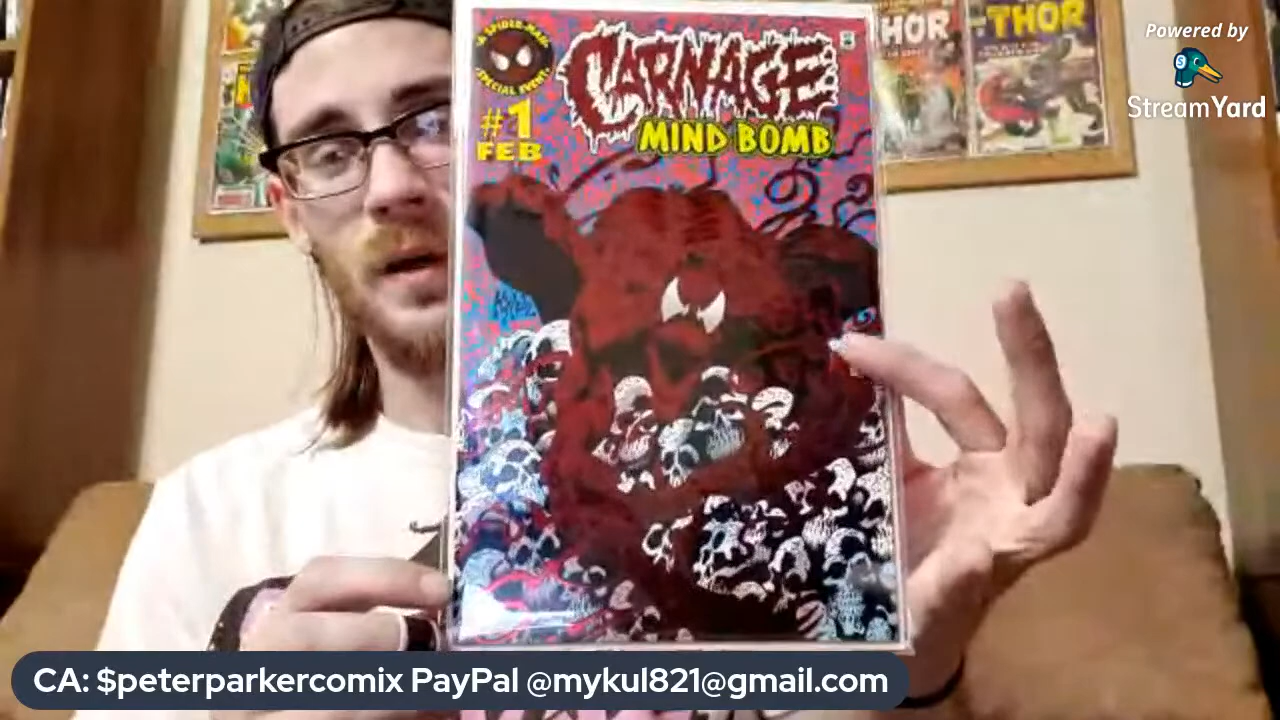 A SPIDER-MAN
SPECIAL EVENT!
#1
FEB
CARNAGE
MIND BOMB
THOR
THOR
Powered by
StreamYard
CA: $peterparkercomix PayPal @mykul821@gmail.com